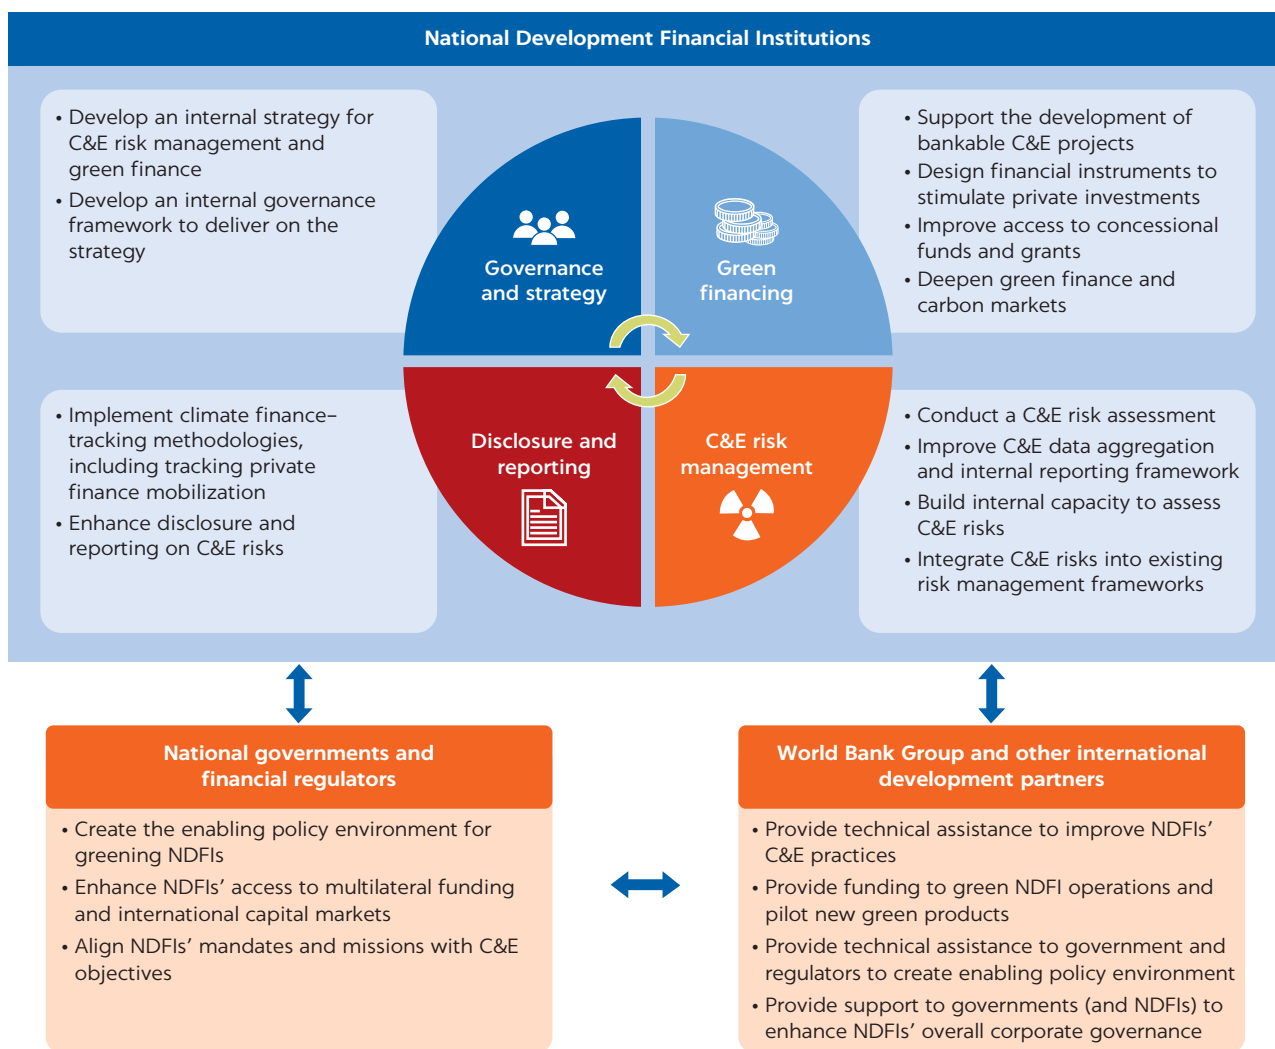 National Development Financial Institutions
• Develop an internal strategy for
C&E risk management and
green finance
• Develop an internal governance
framework to deliver on the
strategy
Governance
and strategy
Green
financing
• Support the development of
bankable C&E projects
• Design financial instruments to
stimulate private investments
• Improve access to concessional
funds and grants
• Deepen green finance and
carbon markets
• Implement climate finance–
tracking methodologies,
including tracking private
finance mobilization
• Enhance disclosure and
reporting on C&E risks
Disclosure and
reporting
C&E risk
management
• Conduct a C&E risk assessment
• Improve C&E data aggregation
and internal reporting framework
• Build internal capacity to assess
C&E risks
• Integrate C&E risks into existing
risk management frameworks
National governments and
financial regulators
• Create the enabling policy environment for
greening NDFIs
• Enhance NDFIs’ access to multilateral funding
and international capital markets
• Align NDFIs’ mandates and missions with C&E
objectives
World Bank Group and other international
development partners
• Provide technical assistance to improve NDFIs’
C&E practices
• Provide funding to green NDFI operations and
pilot new green products
• Provide technical assistance to government and
regulators to create enabling policy environment
• Provide support to governments (and NDFIs) to
enhance NDFIs’ overall corporate governance